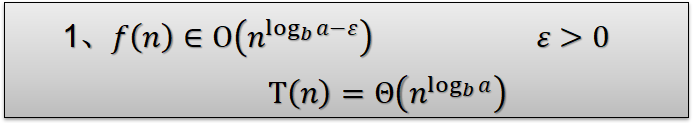 1、f(n) ∈ O(n^{log_b a−ε}) ε > 0
T(n) = Θ(n^{log_b a})